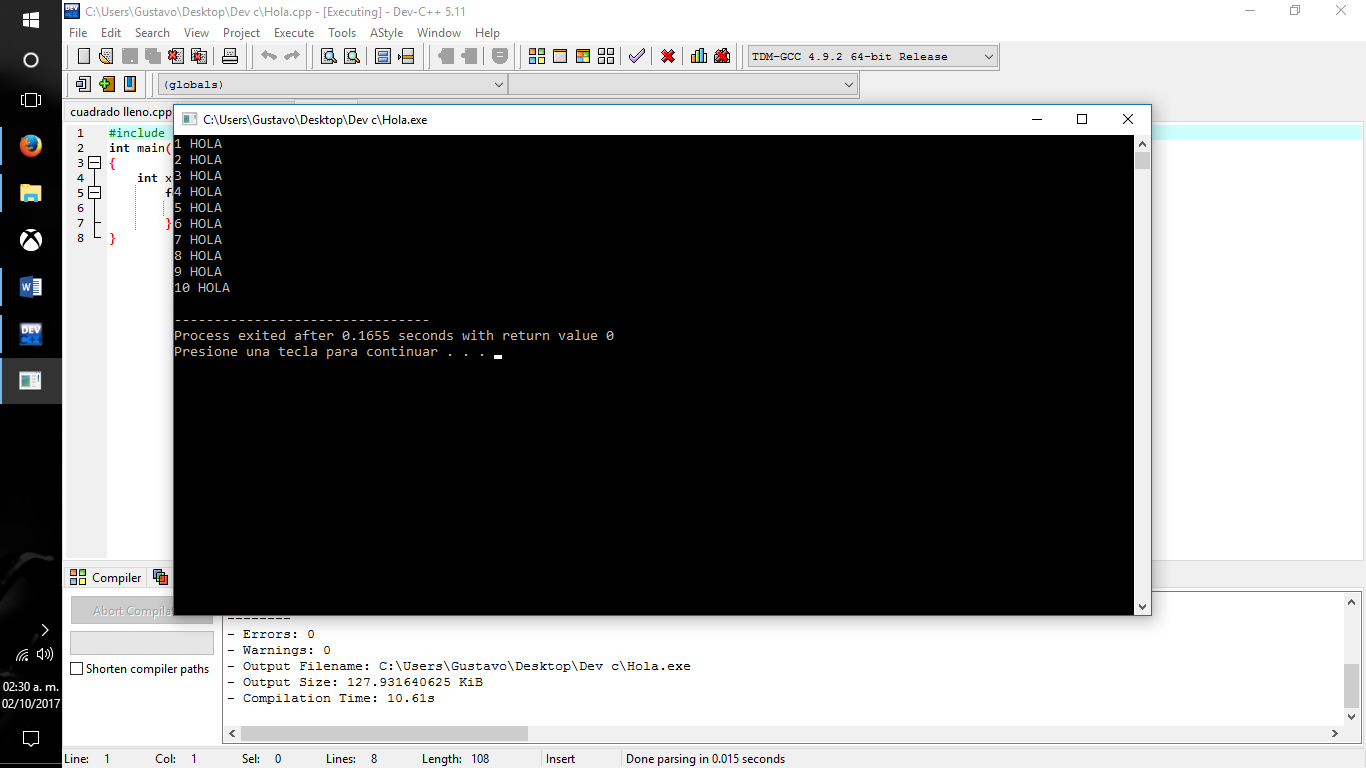 C:\Users\Gustavo\Desktop\Dev c\Hola.cpp - [Executing] - Dev-C++ 5.11
File Edit Search View Project Execute Tools AStyle Window Help
TDM-GCC 4.9.2 64-bit Release
(globals)
cuadrado lleno.cpp
C:\Users\Gustavo\Desktop\Dev c\Hola.exe
1 #include
2 int main(
3 {
4 int x
5 f
6
7 }
8 }
1 HOLA
2 HOLA
3 HOLA
4 HOLA
5 HOLA
6 HOLA
7 HOLA
8 HOLA
9 HOLA
10 HOLA
--------------------------------
Process exited after 0.1655 seconds with return value 0
Presione una tecla para continuar . . .
DEV
Compiler
Abort Compila
Shorten compiler paths
--------
- Errors: 0
- Warnings: 0
- Output Filename: C:\Users\Gustavo\Desktop\Dev c\Hola.exe
- Output Size: 127.931640625 KiB
- Compilation Time: 10.61s
02:30 a. m.
02/10/2017
Line: 1 Col: 1 Sel: 0 Lines: 8 Length: 108 Insert Done parsing in 0.015 seconds